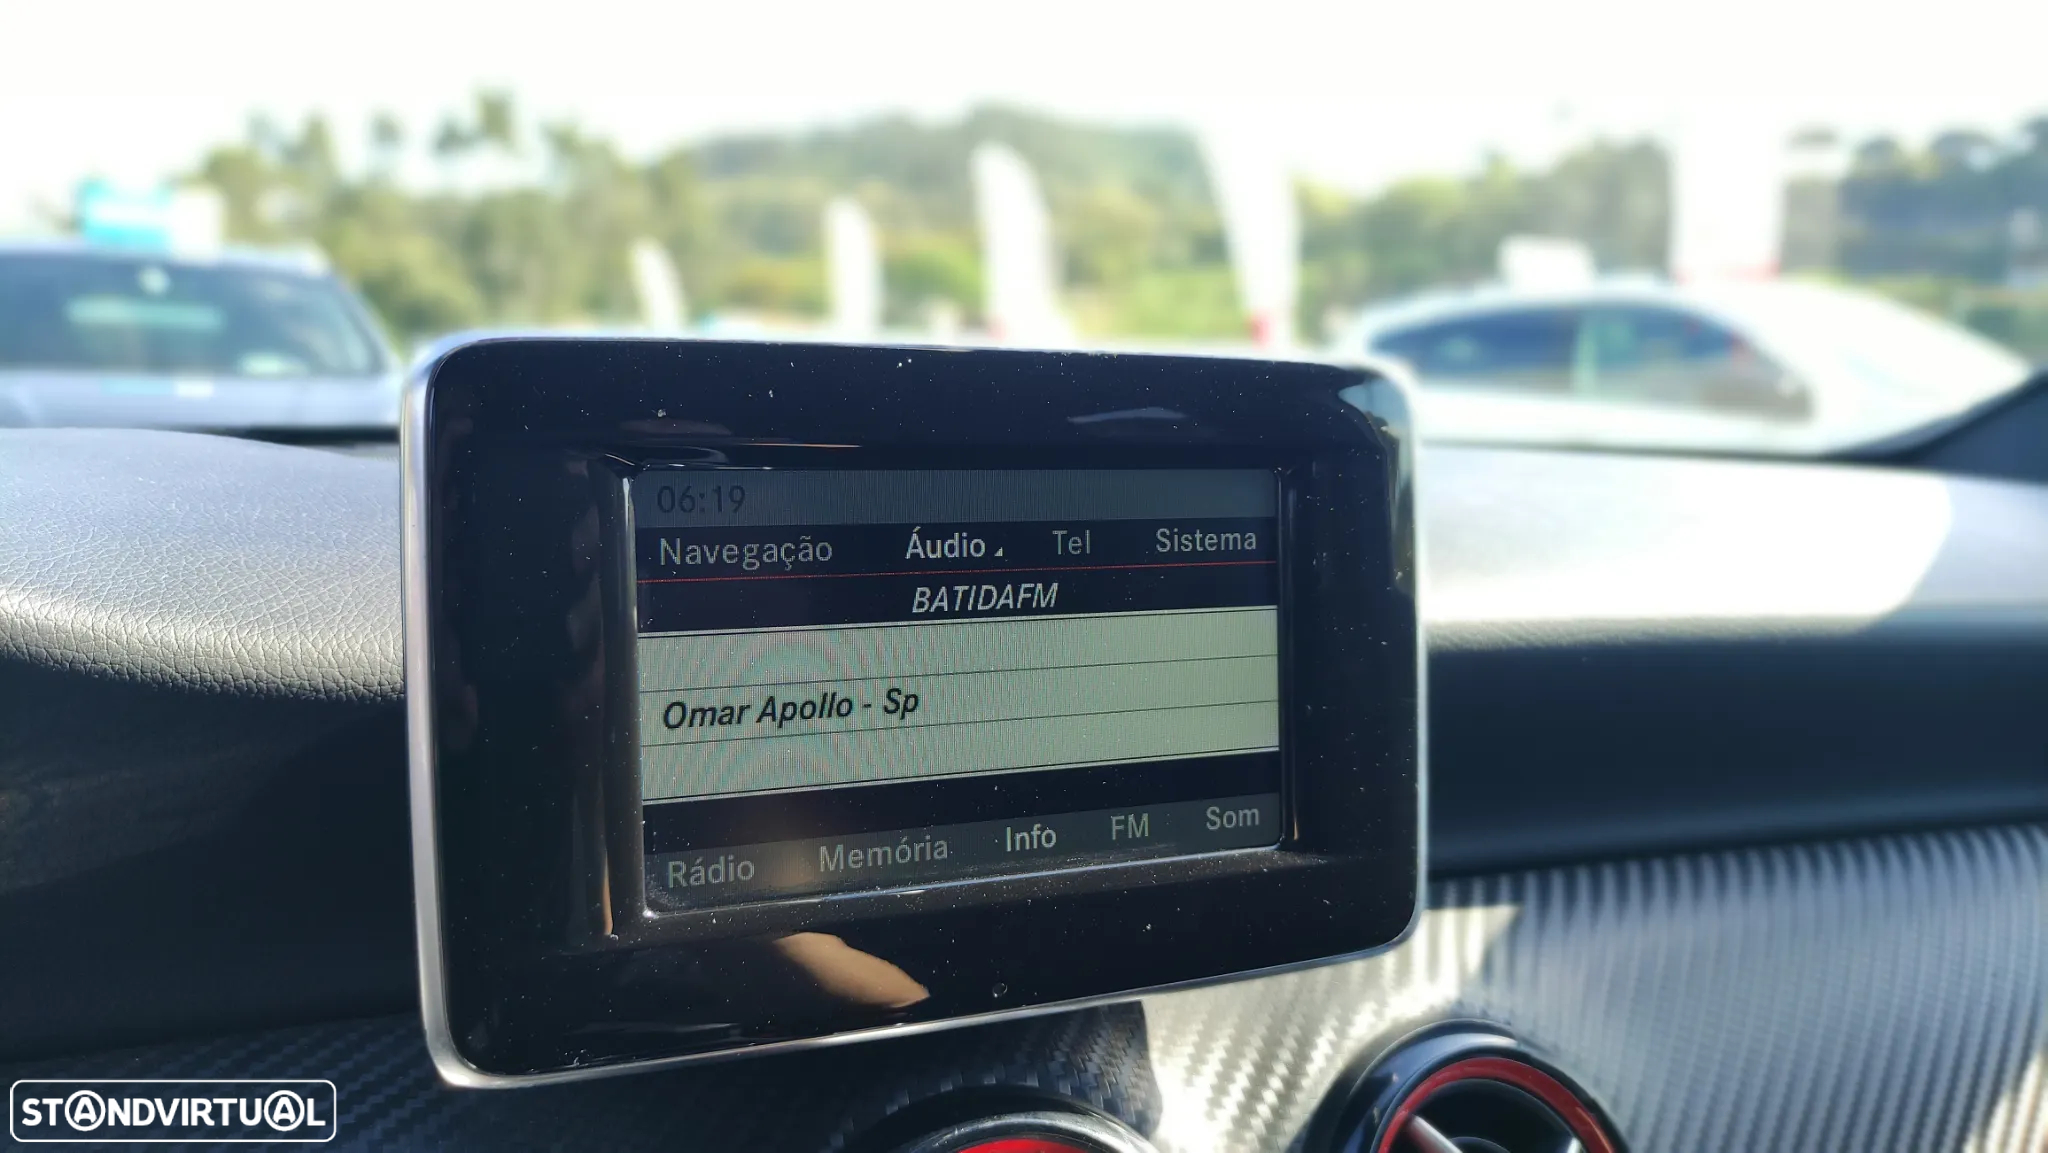 06:19
Navegação Áudio Tel Sistema
BATIDAFM
Omar Apollo - Sp
Rádio Memória Info FM Som
STANDVIRTUAL